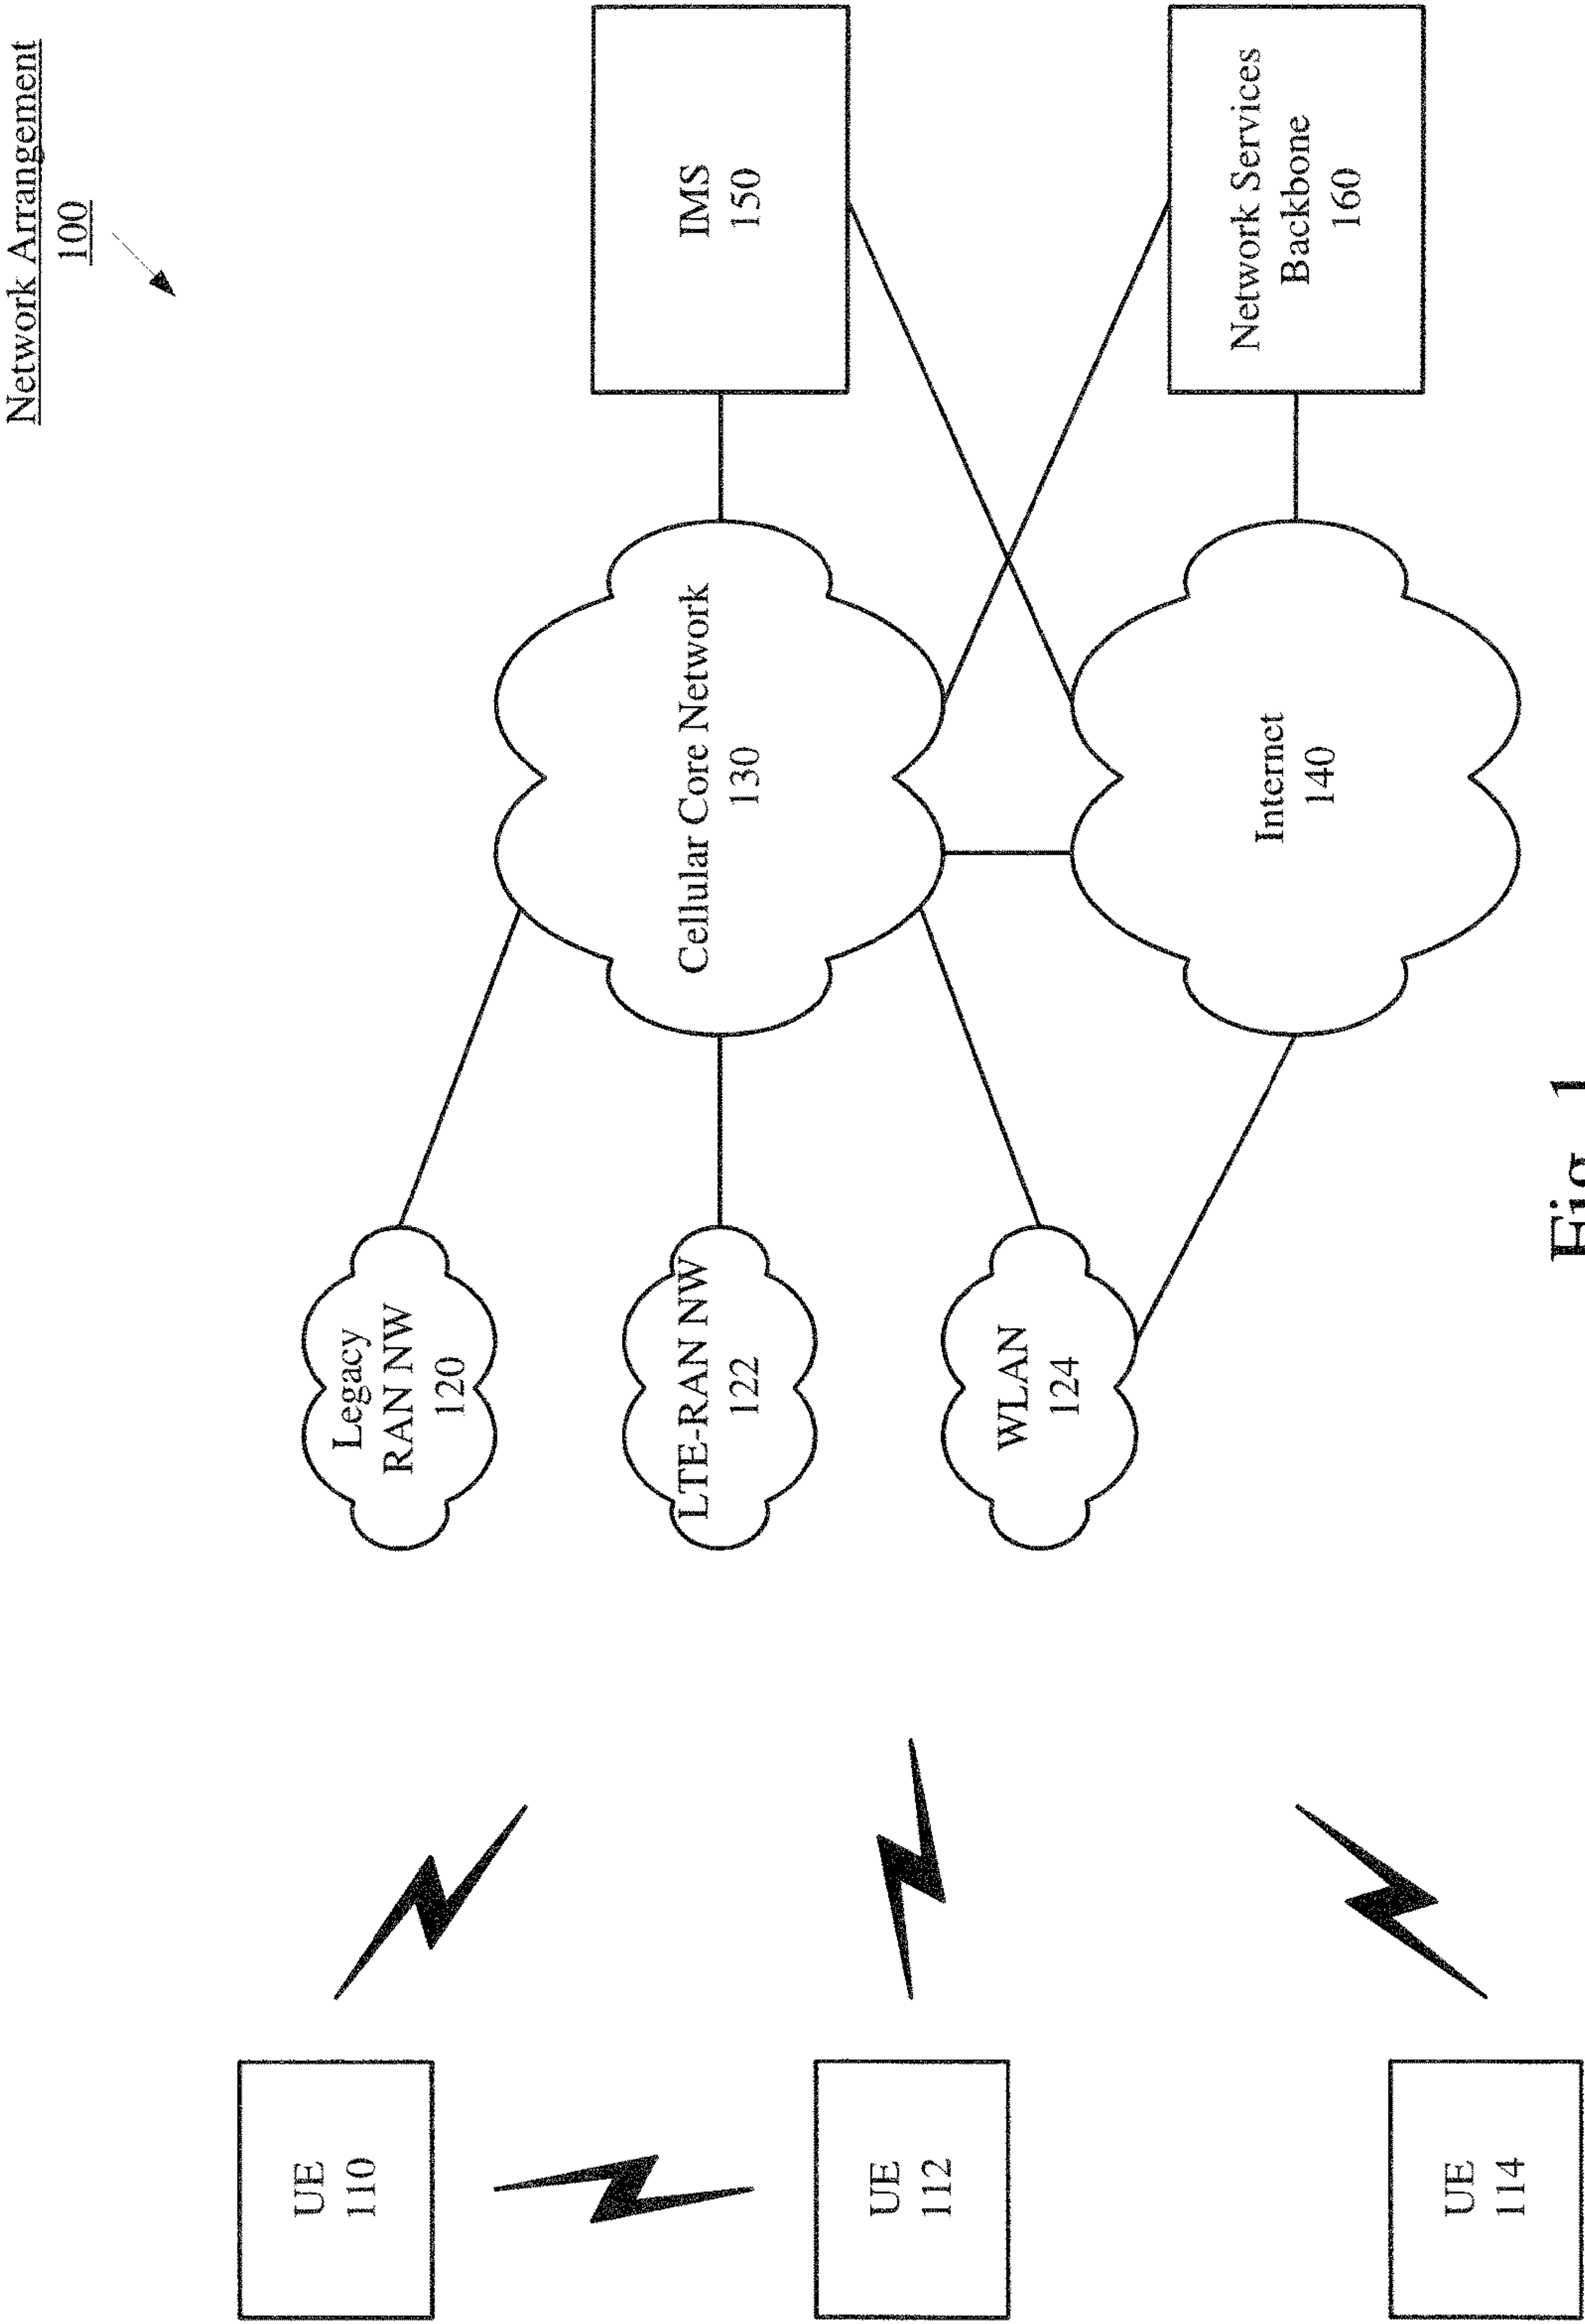 Network Arrangement
100
UE
110
UE
112
UE
114
Legacy
RAN NW
120
LTE-RAN NW
122
WLAN
124
Cellular Core Network
130
Internet
140
IMS
150
Network Services
Backbone
160
Fig. 1